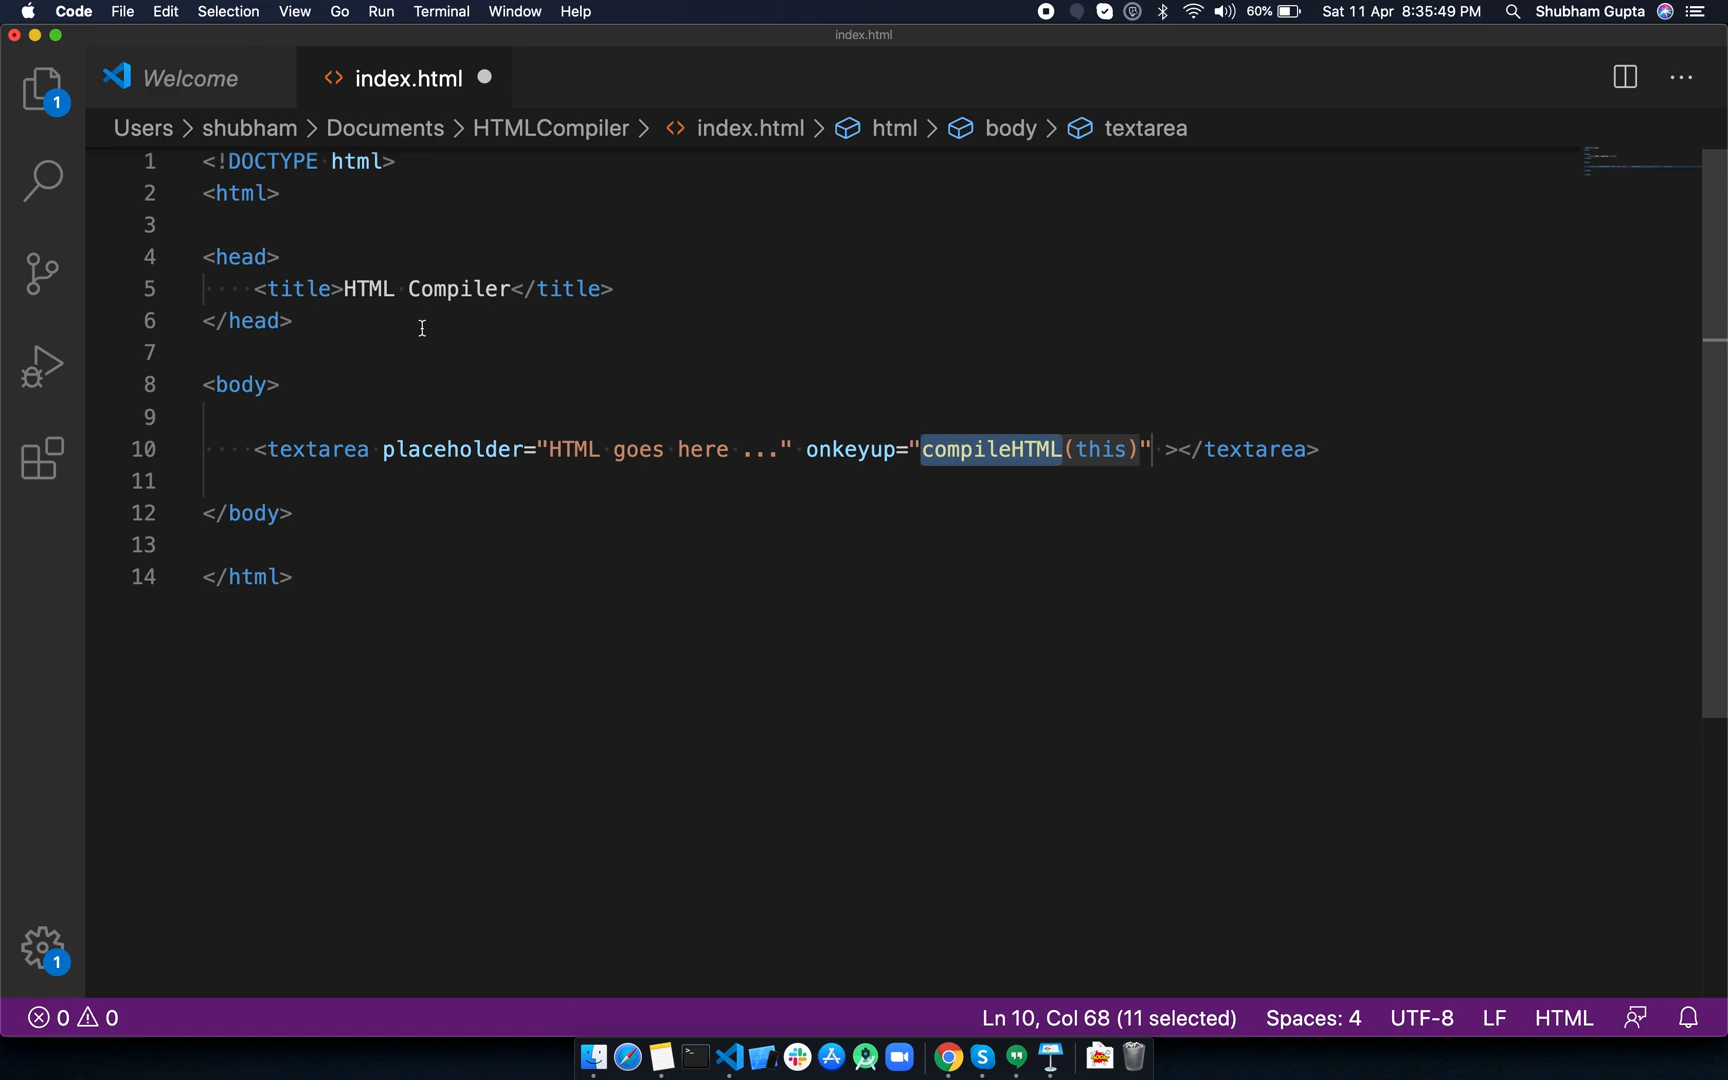 Code File Edit Selection View Go Run Terminal Window Help 60% Sat 11 Apr 8:35:49 PM Shubham Gupta
index.html
Welcome index.html
1
Users > shubham > Documents > HTMLCompiler > index.html > html > body > textarea
1 <!DOCTYPE html>
2 <html>
3
4 <head>
5 ····<title>HTML·Compiler</title>
6 </head>
7
8 <body>
9
10 ····<textarea·placeholder="HTML·goes·here·..."·onkeyup="compileHTML(this)"·></textarea>
11
12 </body>
13
14 </html>
1
0 0 Ln 10, Col 68 (11 selected) Spaces: 4 UTF-8 LF HTML